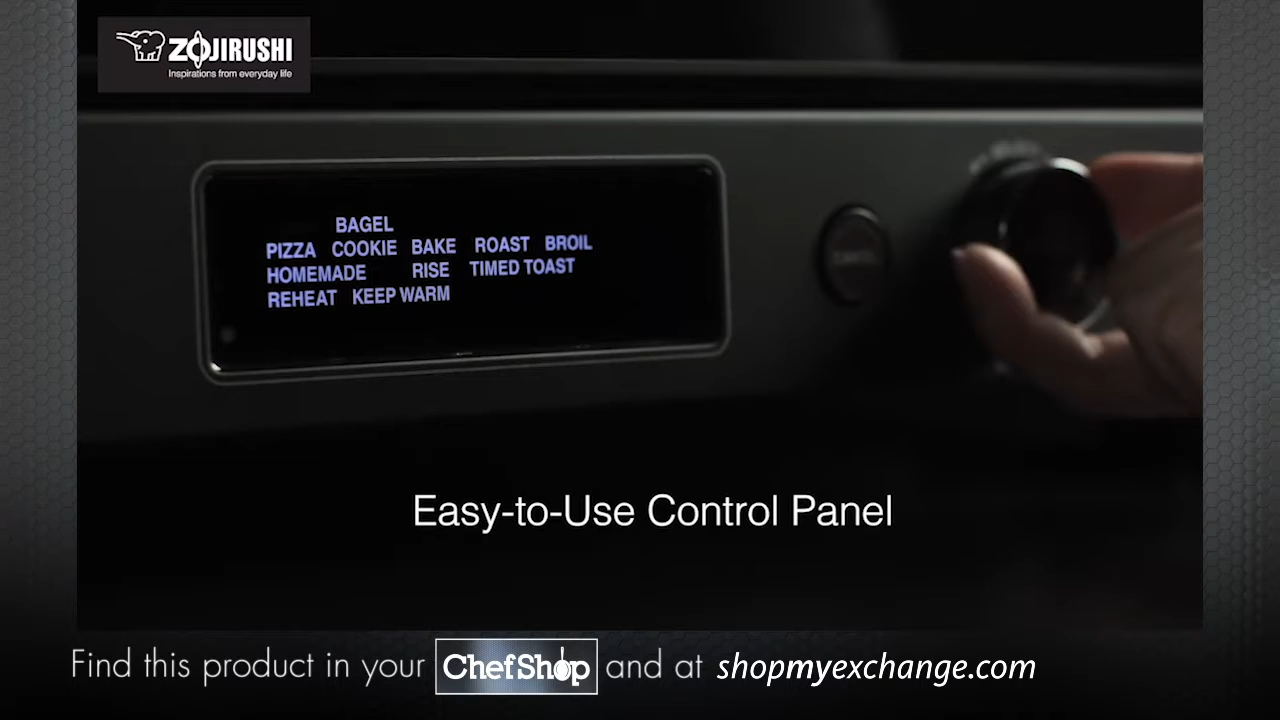 ZOJIRUSHI
Inspirations from everyday life
BAGEL
PIZZA COOKIE BAKE ROAST BROIL
HOMEMADE RISE TIMED TOAST
REHEAT KEEP WARM
Easy-to-Use Control Panel
Find this product in your ChefShop and at shopmyexchange.com